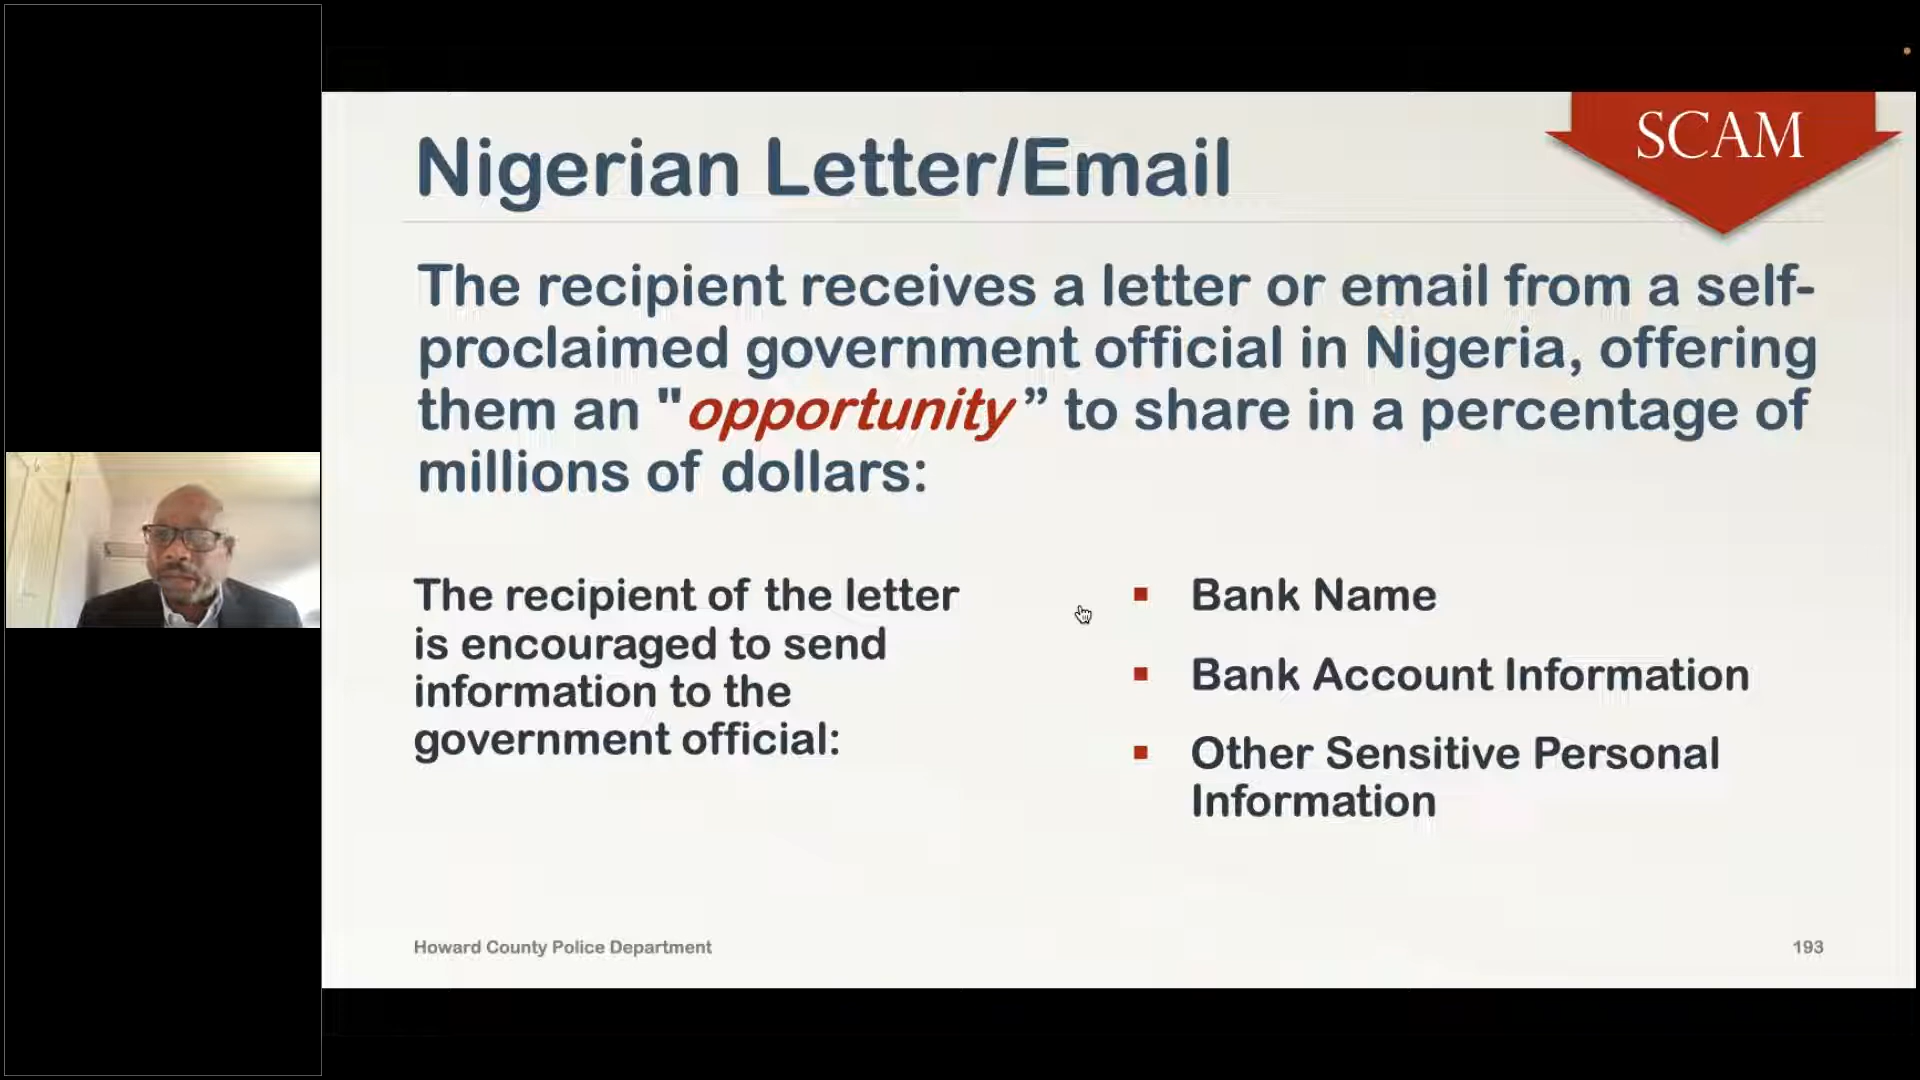 SCAM
Nigerian Letter/Email
The recipient receives a letter or email from a self-
proclaimed government official in Nigeria, offering
them an "opportunity” to share in a percentage of
millions of dollars:
The recipient of the letter
is encouraged to send
information to the
government official:
▪ Bank Name
▪ Bank Account Information
▪ Other Sensitive Personal
Information
Howard County Police Department
193